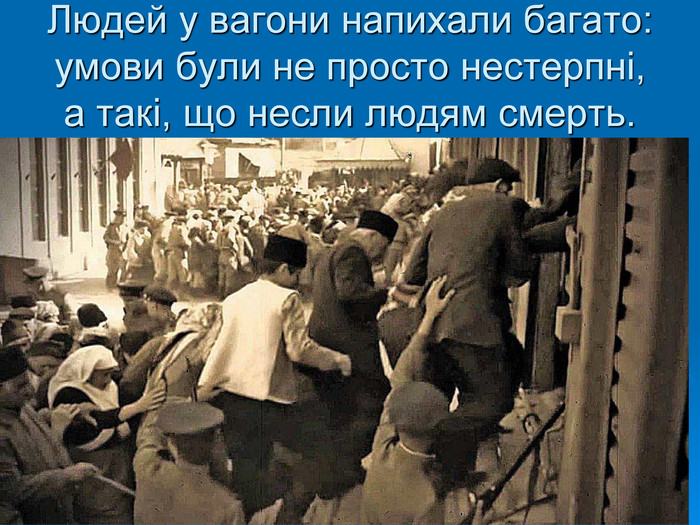 Людей у вагони напихали багато:
умови були не просто нестерпні,
а такі, що несли людям смерть.